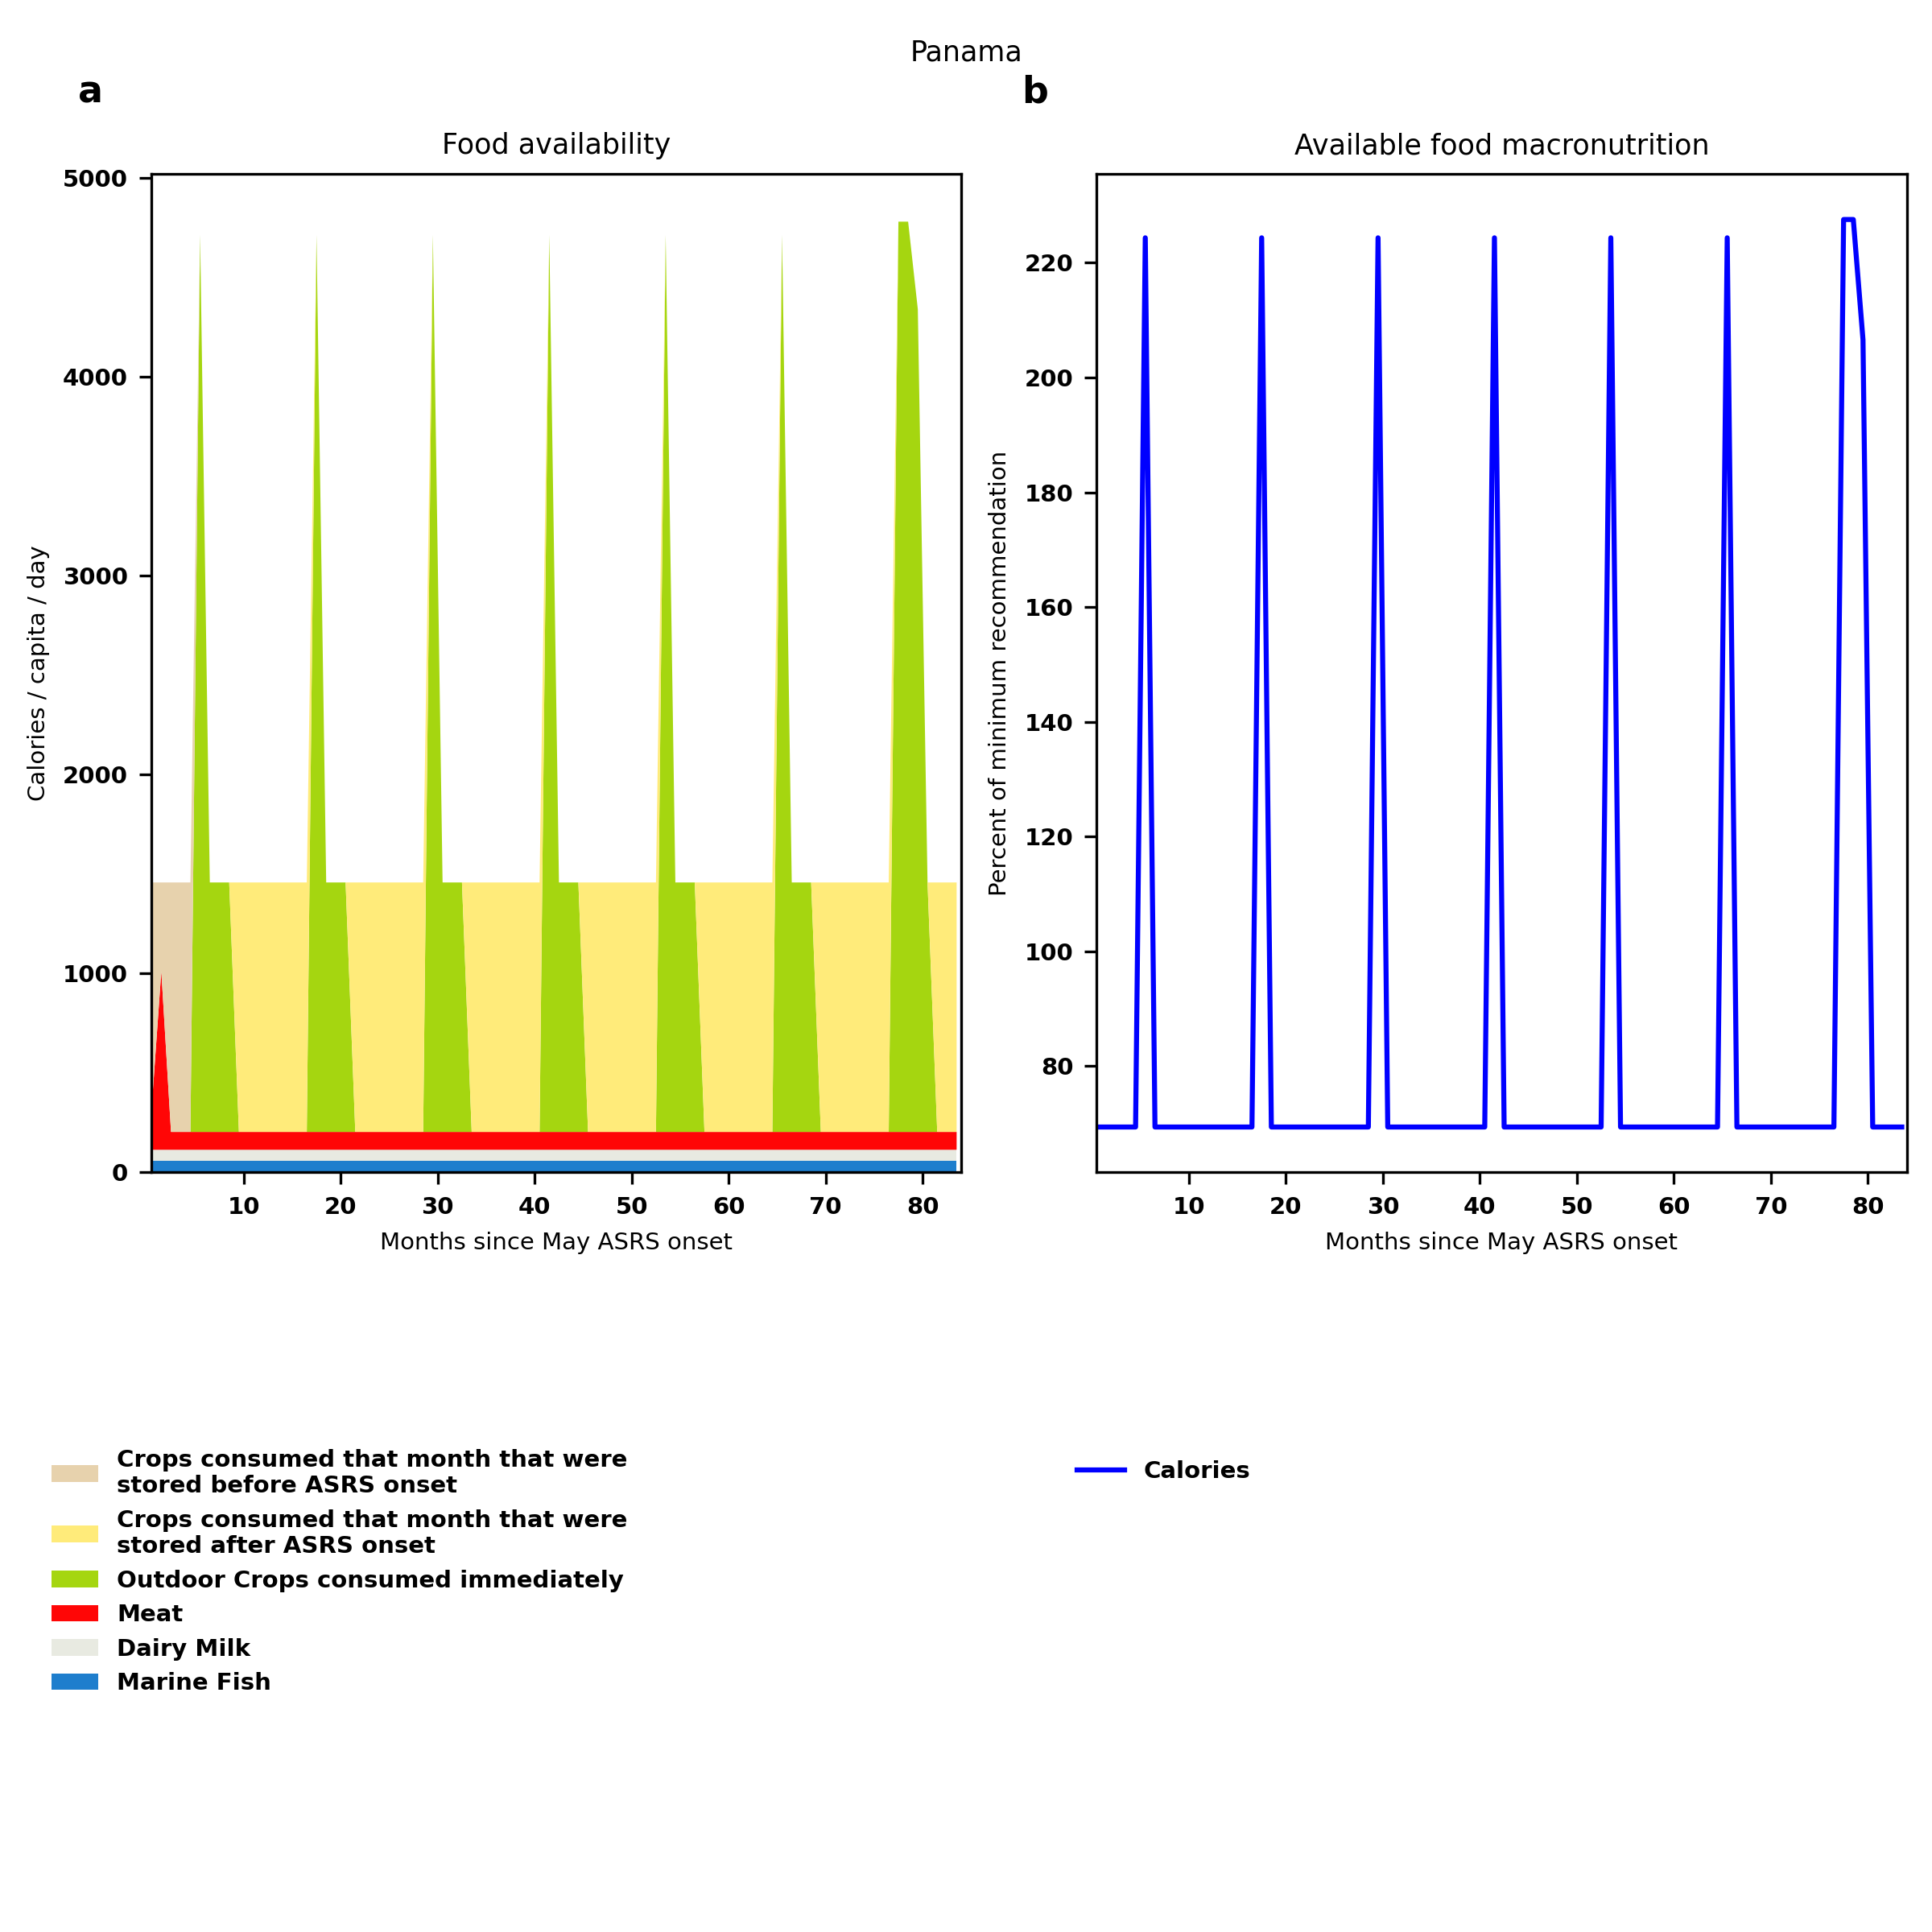 Panama
a
Food availability
5000
4000
3000
2000
1000
0
Calories / capita / day
10 20 30 40 50 60 70 80
Months since May ASRS onset
b
Available food macronutrition
220
200
180
160
140
120
100
80
Percent of minimum recommendation
10 20 30 40 50 60 70 80
Months since May ASRS onset
Crops consumed that month that were
stored before ASRS onset
Crops consumed that month that were
stored after ASRS onset
Outdoor Crops consumed immediately
Meat
Dairy Milk
Marine Fish
Calories